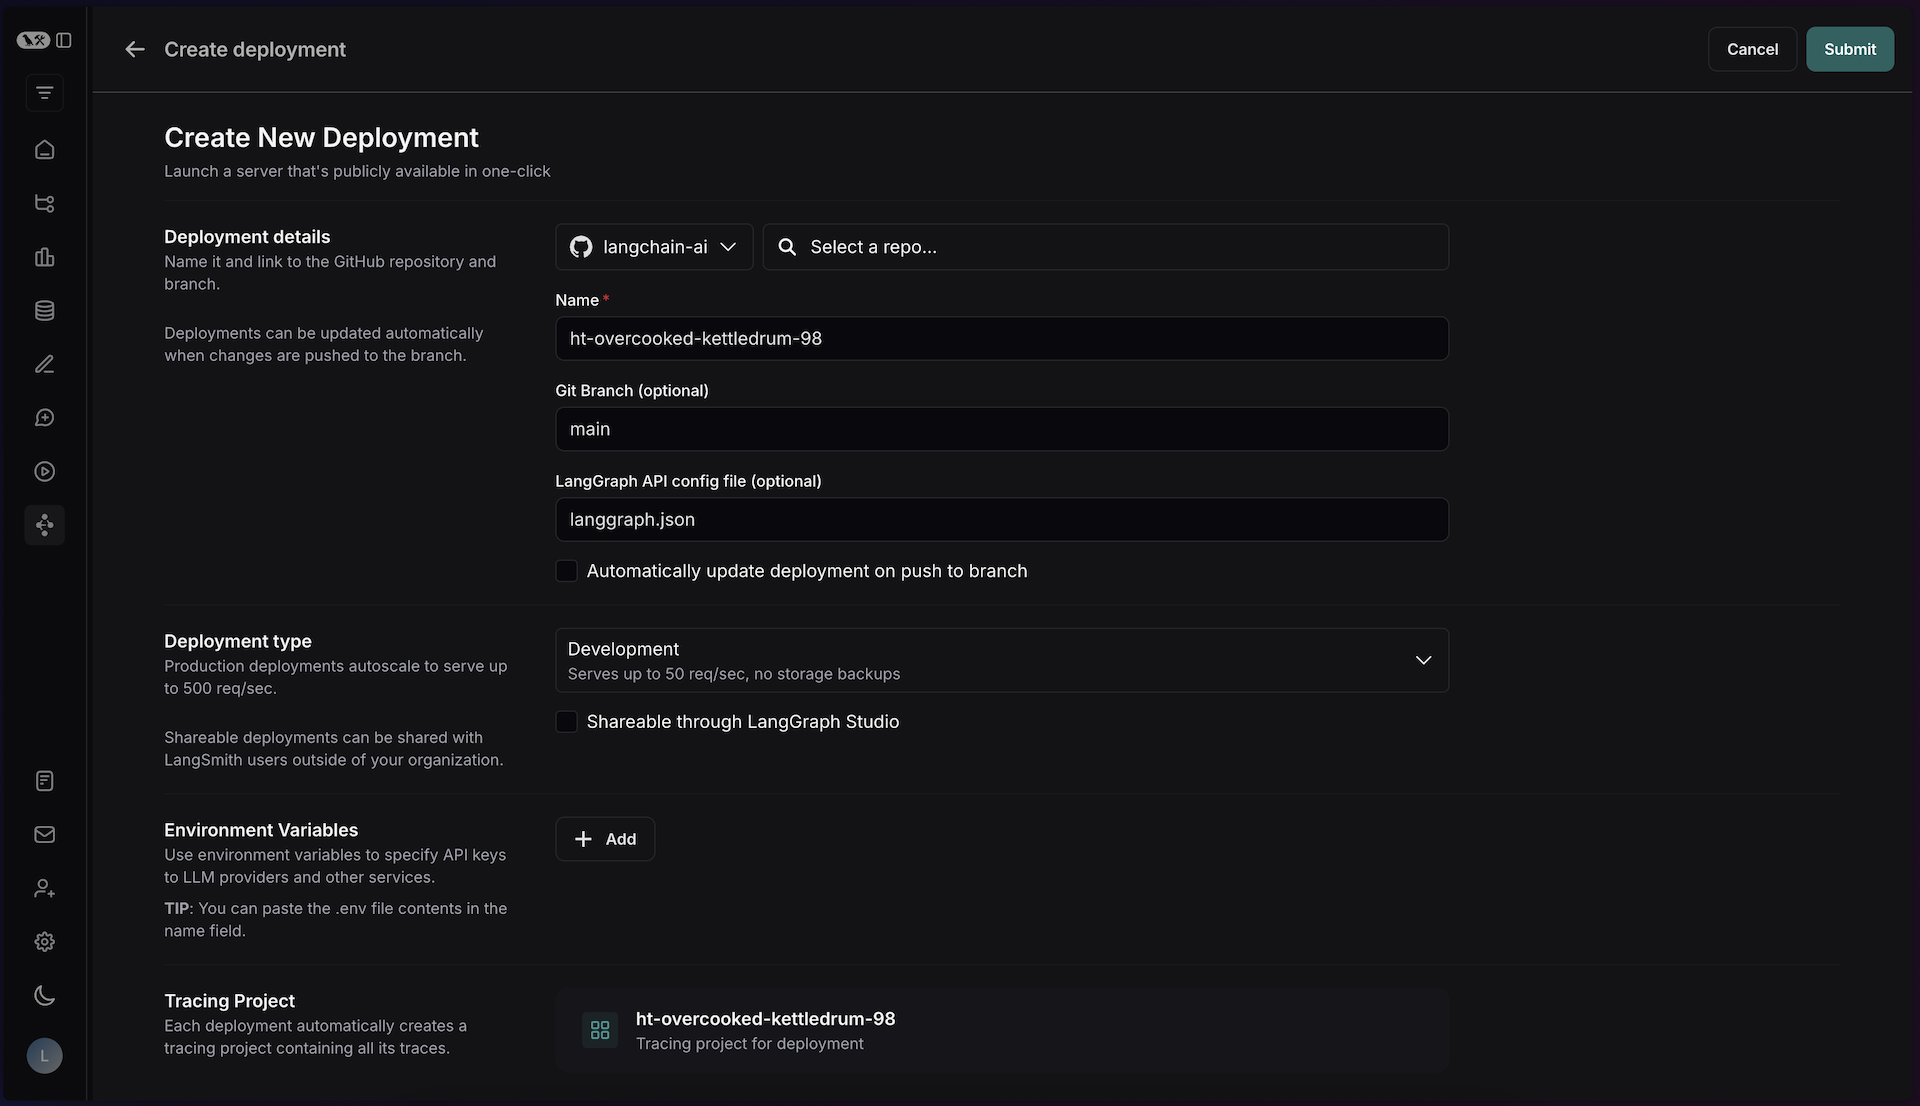 Create deployment
Cancel
Submit
Create New Deployment
Launch a server that's publicly available in one-click
Deployment details
Name it and link to the GitHub repository and
branch.
Deployments can be updated automatically
when changes are pushed to the branch.
langchain-ai
Select a repo...
Name *
ht-overcooked-kettledrum-98
Git Branch (optional)
main
LangGraph API config file (optional)
langgraph.json
Automatically update deployment on push to branch
Deployment type
Production deployments autoscale to serve up
to 500 req/sec.
Shareable deployments can be shared with
LangSmith users outside of your organization.
Development
Serves up to 50 req/sec, no storage backups
Shareable through LangGraph Studio
Environment Variables
Use environment variables to specify API keys
to LLM providers and other services.
TIP: You can paste the .env file contents in the
name field.
Add
Tracing Project
Each deployment automatically creates a
tracing project containing all its traces.
ht-overcooked-kettledrum-98
Tracing project for deployment
L